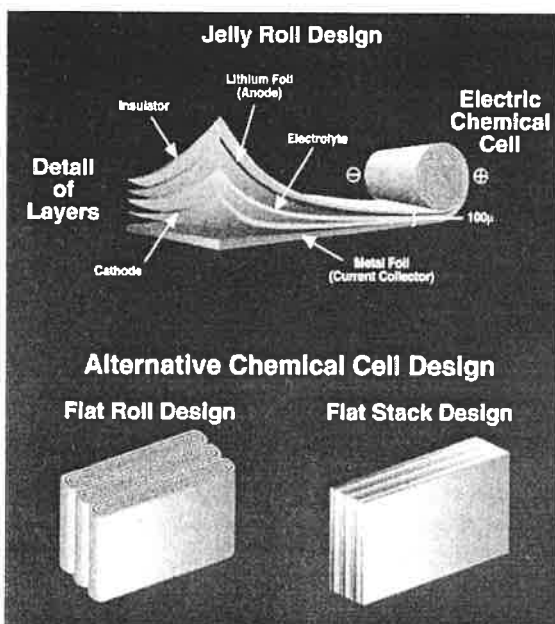 Jelly Roll Design
Lithium Foil
(Anode)
Insulator
Electric
Chemical
Cell
Electrolyte
Detail
of
Layers
⊖
⊕
100µ
Cathode
Metal Foil
(Current Collector)
Alternative Chemical Cell Design
Flat Roll Design
Flat Stack Design